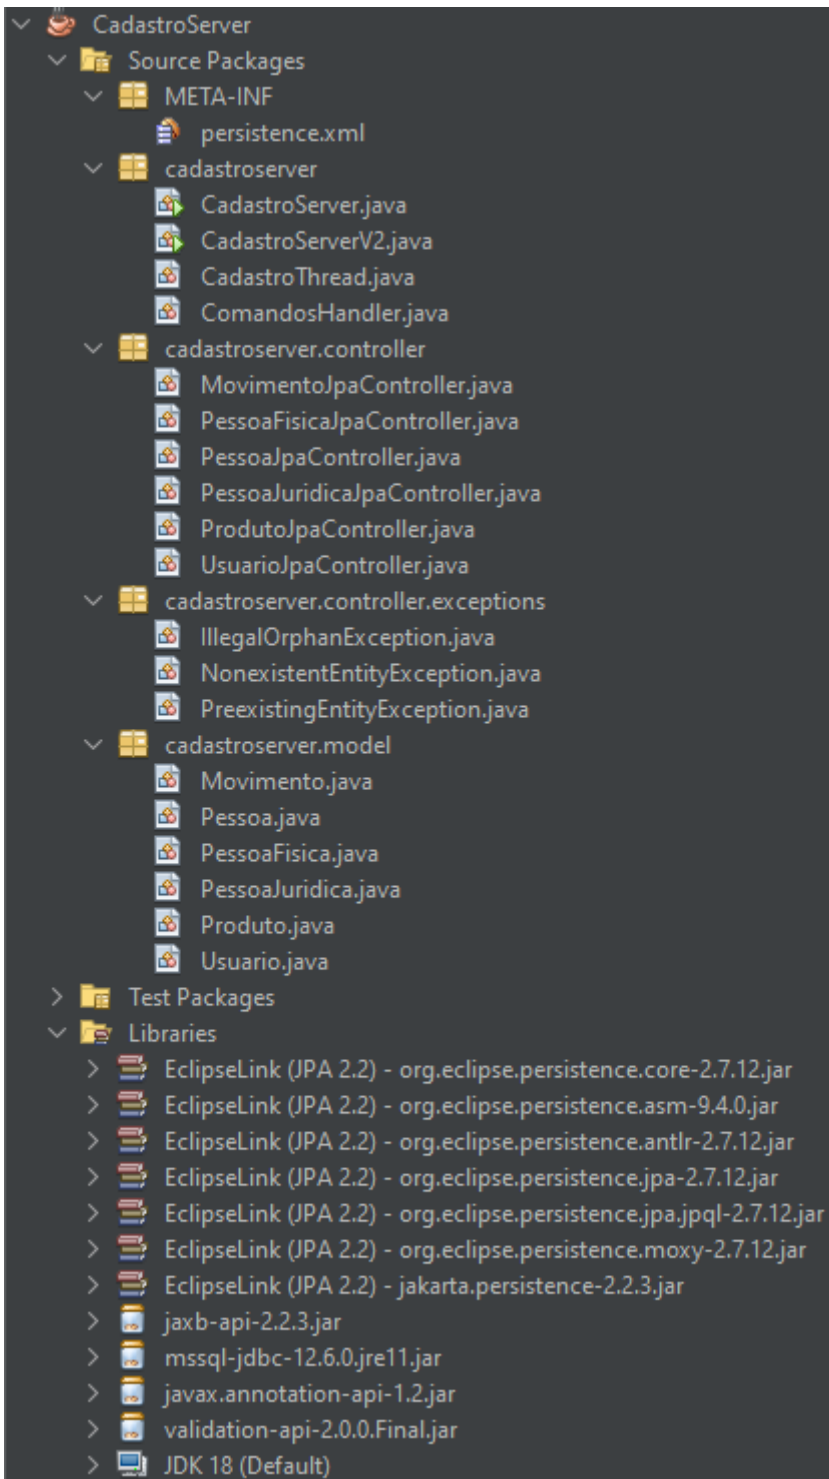 CadastroServer
Source Packages
META-INF
persistence.xml
cadastroserver
CadastroServer.java
CadastroServerV2.java
CadastroThread.java
ComandosHandler.java
cadastroserver.controller
MovimentoJpaController.java
PessoaFisicaJpaController.java
PessoaJpaController.java
PessoaJuridicaJpaController.java
ProdutoJpaController.java
UsuarioJpaController.java
cadastroserver.controller.exceptions
IllegalOrphanException.java
NonexistentEntityException.java
PreexistingEntityException.java
cadastroserver.model
Movimento.java
Pessoa.java
PessoaFisica.java
PessoaJuridica.java
Produto.java
Usuario.java
Test Packages
Libraries
EclipseLink (JPA 2.2) - org.eclipse.persistence.core-2.7.12.jar
EclipseLink (JPA 2.2) - org.eclipse.persistence.asm-9.4.0.jar
EclipseLink (JPA 2.2) - org.eclipse.persistence.antlr-2.7.12.jar
EclipseLink (JPA 2.2) - org.eclipse.persistence.jpa-2.7.12.jar
EclipseLink (JPA 2.2) - org.eclipse.persistence.jpa.jpql-2.7.12.jar
EclipseLink (JPA 2.2) - org.eclipse.persistence.moxy-2.7.12.jar
EclipseLink (JPA 2.2) - jakarta.persistence-2.2.3.jar
jaxb-api-2.2.3.jar
mssql-jdbc-12.6.0.jre11.jar
javax.annotation-api-1.2.jar
validation-api-2.0.0.Final.jar
JDK 18 (Default)